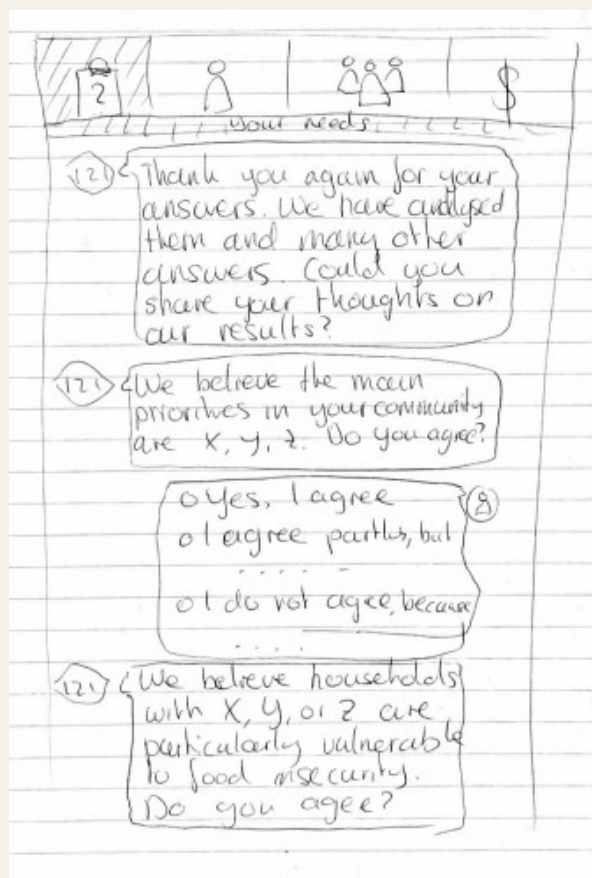 ?
$
your needs
121
Thank you again for your
answers. We have analysed
them and many other
answers. Could you
share your thoughts on
our results?
121
We believe the main
priorities in your community
are X, Y, Z. Do you agree?
o Yes, I agree
o I agree partly, but
. . . . .
o I do not agree, because
. . . .
121
We believe households
with X, Y, or Z are
particularly vulnerable
to food insecurity.
Do you agee?